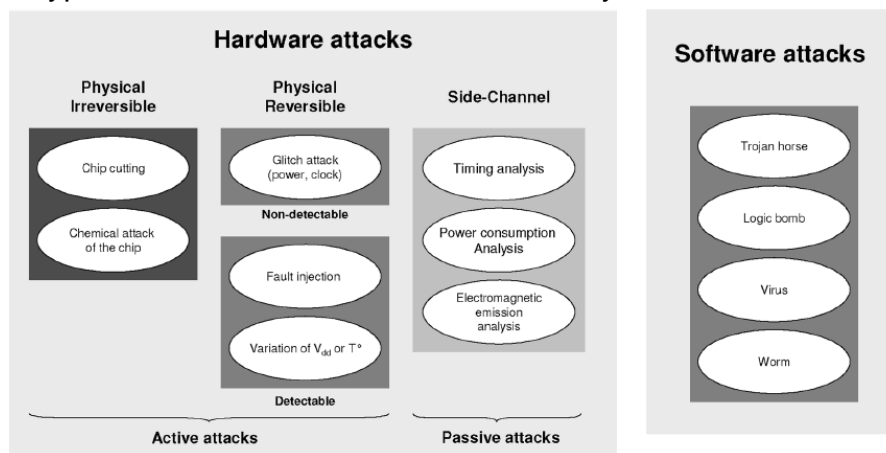 Hardware attacks
Physical
Irreversible
Chip cutting
Chemical attack
of the chip
Physical
Reversible
Glitch attack
(power, clock)
Non-detectable
Fault injection
Variation of Vdd or T°
Detectable
Side-Channel
Timing analysis
Power consumption
Analysis
Electromagnetic
emission
analysis
Active attacks
Passive attacks
Software attacks
Trojan horse
Logic bomb
Virus
Worm